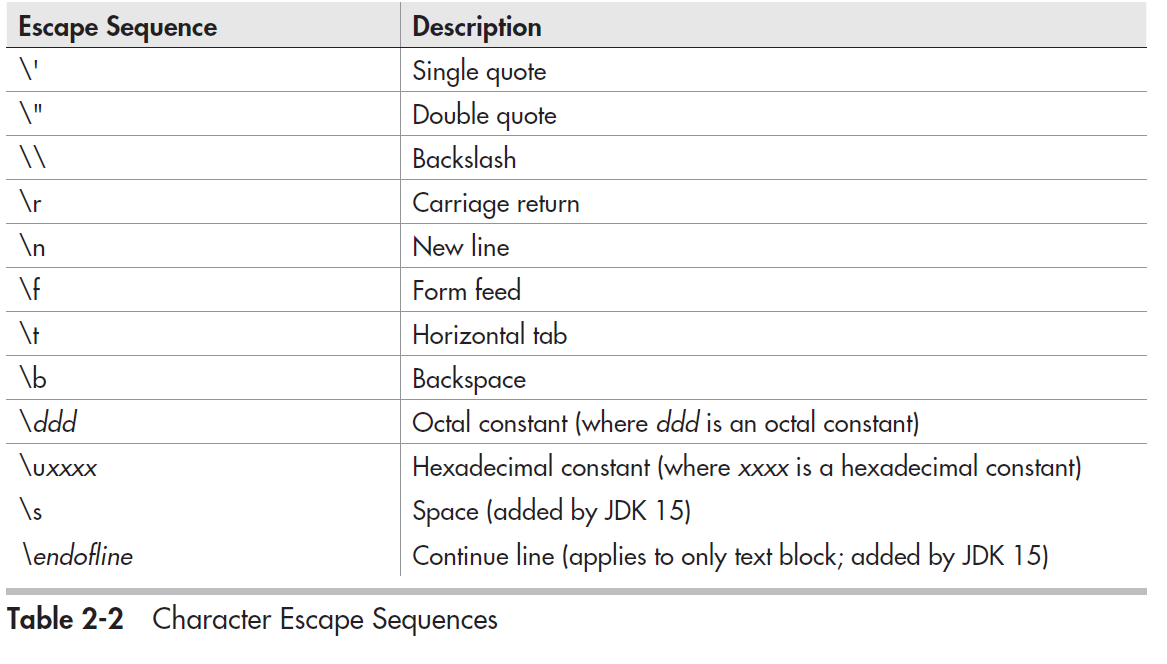 Escape Sequence Description
\' Single quote
\" Double quote
\\ Backslash
\r Carriage return
\n New line
\f Form feed
\t Horizontal tab
\b Backspace
\ddd Octal constant (where ddd is an octal constant)
\uxxxx Hexadecimal constant (where xxxx is a hexadecimal constant)
\s Space (added by JDK 15)
\endofline Continue line (applies to only text block; added by JDK 15)
Table 2-2 Character Escape Sequences